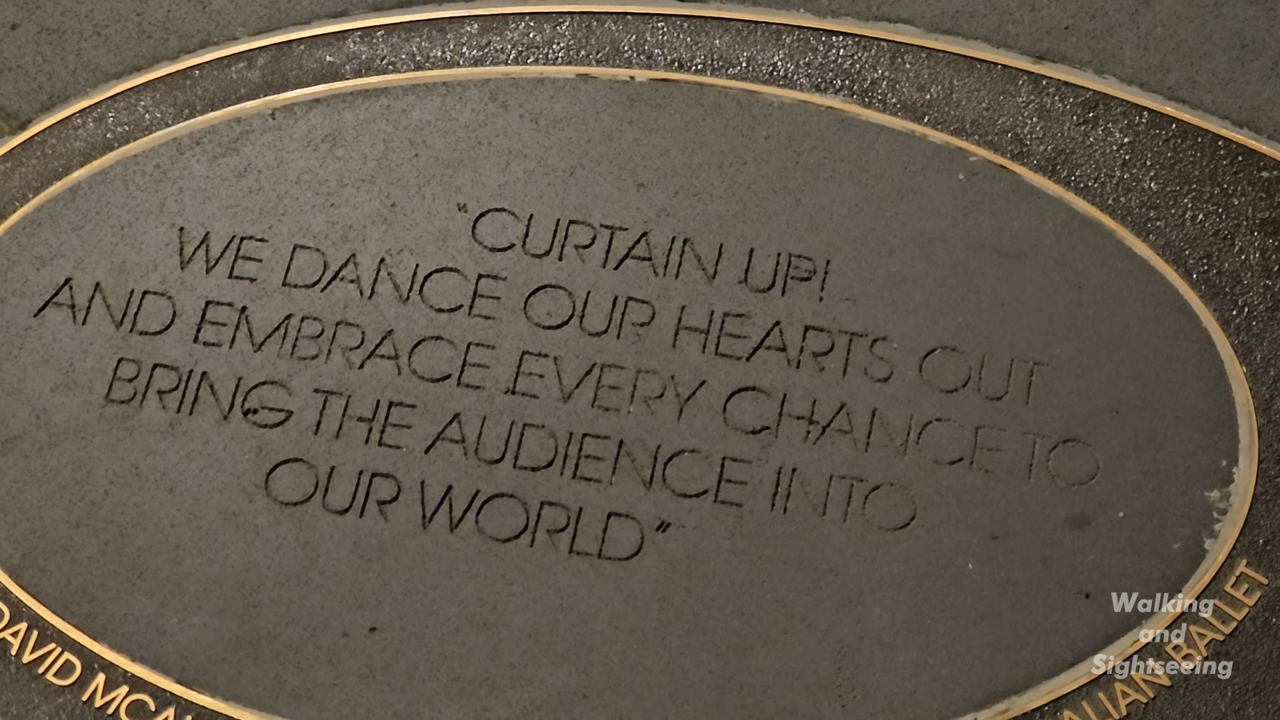 “CURTAIN UP!
WE DANCE OUR HEARTS OUT
AND EMBRACE EVERY CHANCE TO
BRING THE AUDIENCE INTO
OUR WORLD”
DAVID
BALLET
Walking
and
Sightseeing